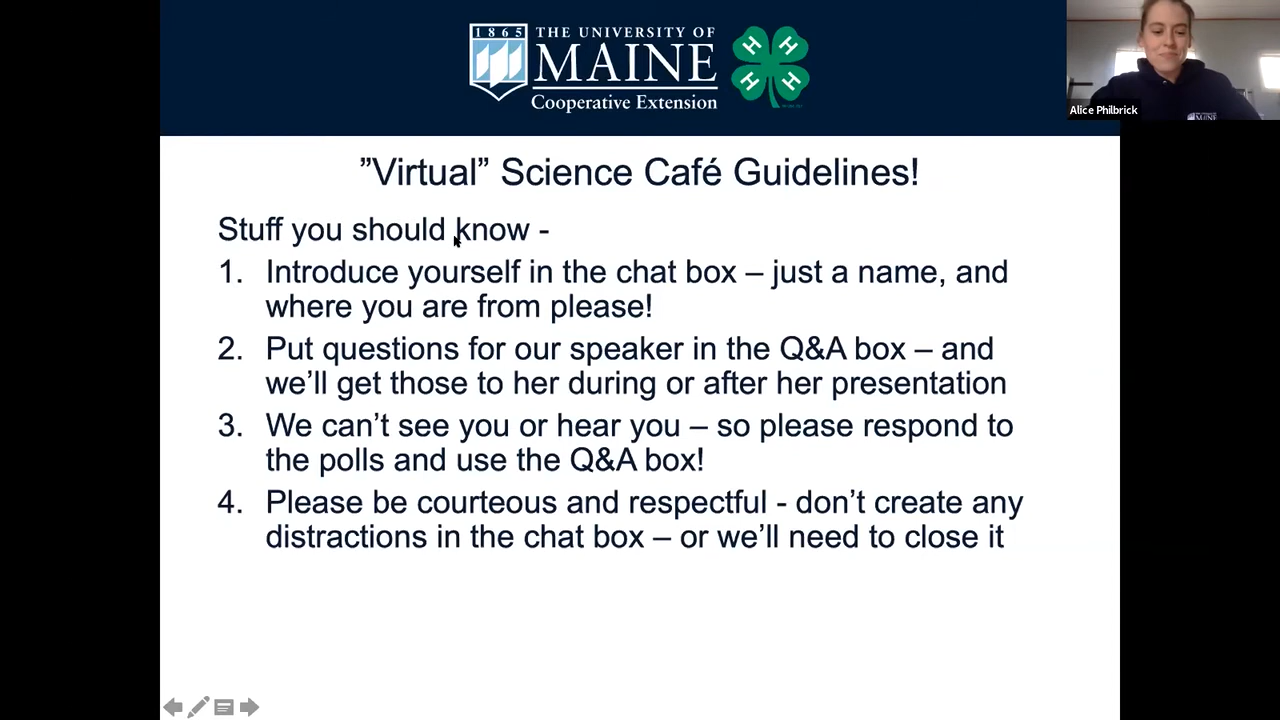 1865
THE UNIVERSITY OF
MAINE
Cooperative Extension
H H
H H
Alice Philbrick
MAINE
”Virtual” Science Café Guidelines!
Stuff you should know -
1. Introduce yourself in the chat box – just a name, and
where you are from please!
2. Put questions for our speaker in the Q&A box – and
we’ll get those to her during or after her presentation
3. We can’t see you or hear you – so please respond to
the polls and use the Q&A box!
4. Please be courteous and respectful - don’t create any
distractions in the chat box – or we’ll need to close it